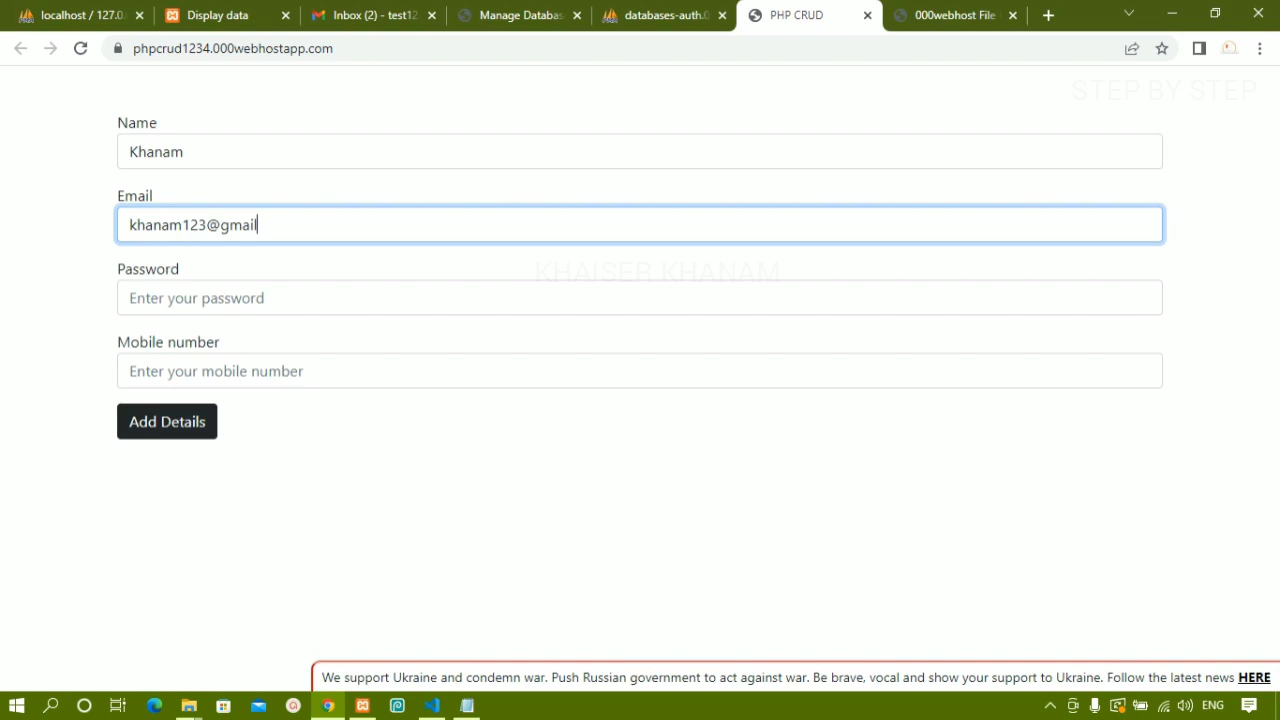 localhost / 127.0.
Display data
Inbox (2) - test12
Manage Databas
databases-auth.0
PHP CRUD
000webhost File
phpcrud1234.000webhostapp.com
STEP BY STEP
Name
Khanam
Email
khanam123@gmail
KHAISER KHANAM
Password
Enter your password
Mobile number
Enter your mobile number
Add Details
We support Ukraine and condemn war. Push Russian government to act against war. Be brave, vocal and show your support to Ukraine. Follow the latest news HERE
ENG